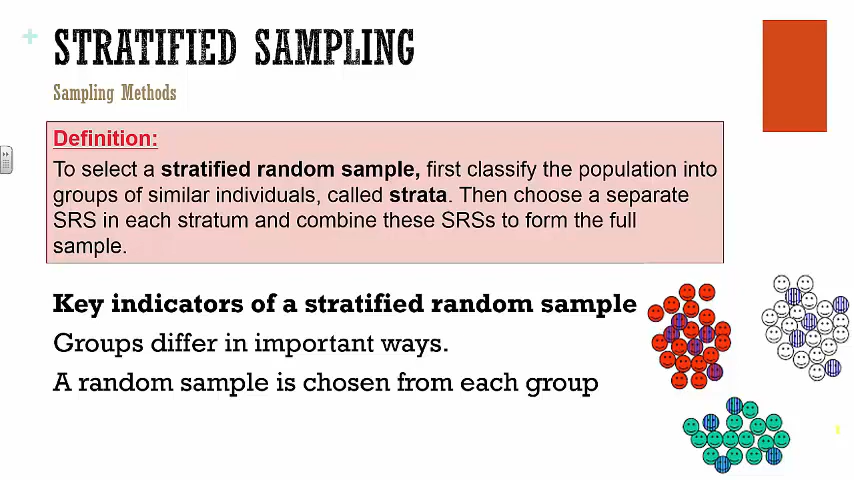 + STRATIFIED SAMPLING
Sampling Methods
Definition:
To select a stratified random sample, first classify the population into
groups of similar individuals, called strata. Then choose a separate
SRS in each stratum and combine these SRSs to form the full
sample.
Key indicators of a stratified random sample
Groups differ in important ways.
A random sample is chosen from each group